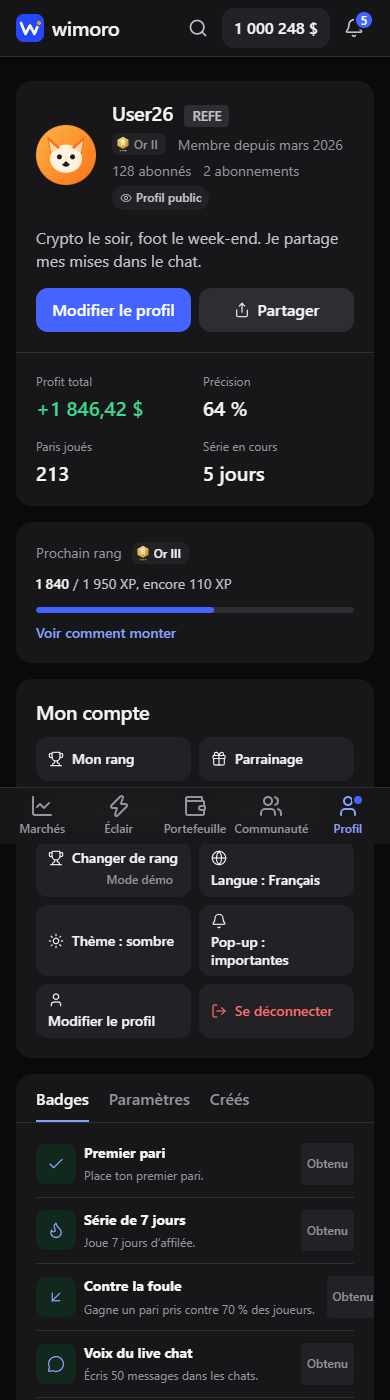 wimoro
1 000 248 $
5
User26 REFE
Or II Membre depuis mars 2026
128 abonnés 2 abonnements
Profil public
Crypto le soir, foot le week-end. Je partage
mes mises dans le chat.
Modifier le profil
Partager
Profit total
Précision
+1 846,42 $
64 %
Paris joués
Série en cours
213
5 jours
Prochain rang Or III
1 840 / 1 950 XP, encore 110 XP
Voir comment monter
Mon compte
Mon rang
Parrainage
Marchés
Éclair
Portefeuille
Communauté
Profil
Changer de rang
Mode démo
Langue : Français
Thème : sombre
Pop-up :
importantes
Modifier le profil
Se déconnecter
Badges
Paramètres
Créés
Premier pari
Place ton premier pari.
Obtenu
Série de 7 jours
Joue 7 jours d'affilée.
Obtenu
Contre la foule
Gagne un pari pris contre 70 % des joueurs.
Obtenu
Voix du live chat
Écris 50 messages dans les chats.
Obtenu